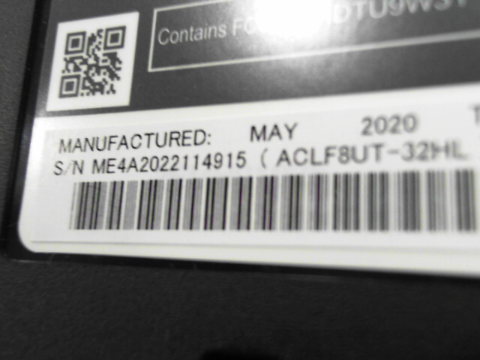 Contains
MANUFACTURED: MAY 2020
S/N ME4A2022114915 ( ACLF8UT-32HL